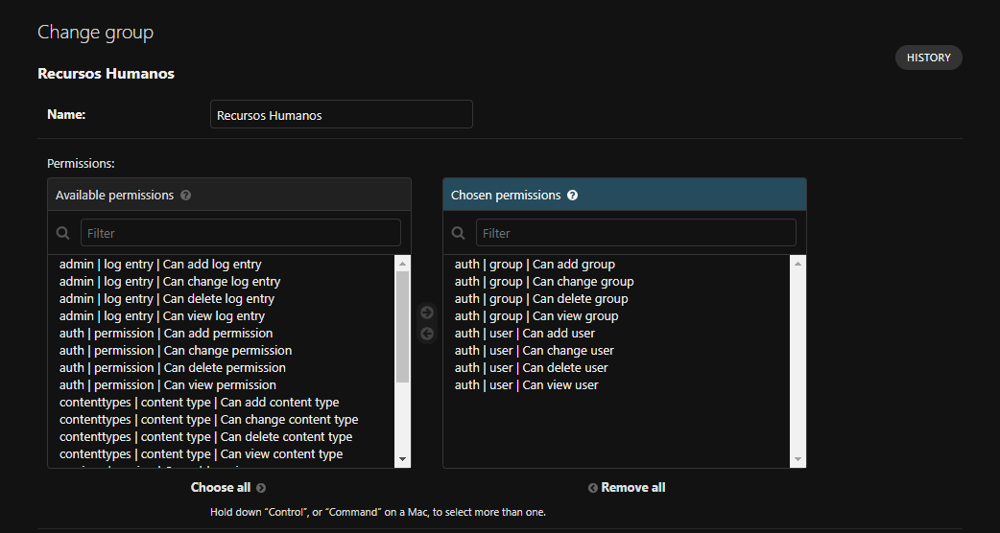 Change group
HISTORY
Recursos Humanos
Name:
Recursos Humanos
Permissions:
Available permissions ?
Filter
admin | log entry | Can add log entry
admin | log entry | Can change log entry
admin | log entry | Can delete log entry
admin | log entry | Can view log entry
auth | permission | Can add permission
auth | permission | Can change permission
auth | permission | Can delete permission
auth | permission | Can view permission
contenttypes | content type | Can add content type
contenttypes | content type | Can change content type
contenttypes | content type | Can delete content type
contenttypes | content type | Can view content type
Choose all
Chosen permissions ?
Filter
auth | group | Can add group
auth | group | Can change group
auth | group | Can delete group
auth | group | Can view group
auth | user | Can add user
auth | user | Can change user
auth | user | Can delete user
auth | user | Can view user
Remove all
Hold down “Control”, or “Command” on a Mac, to select more than one.